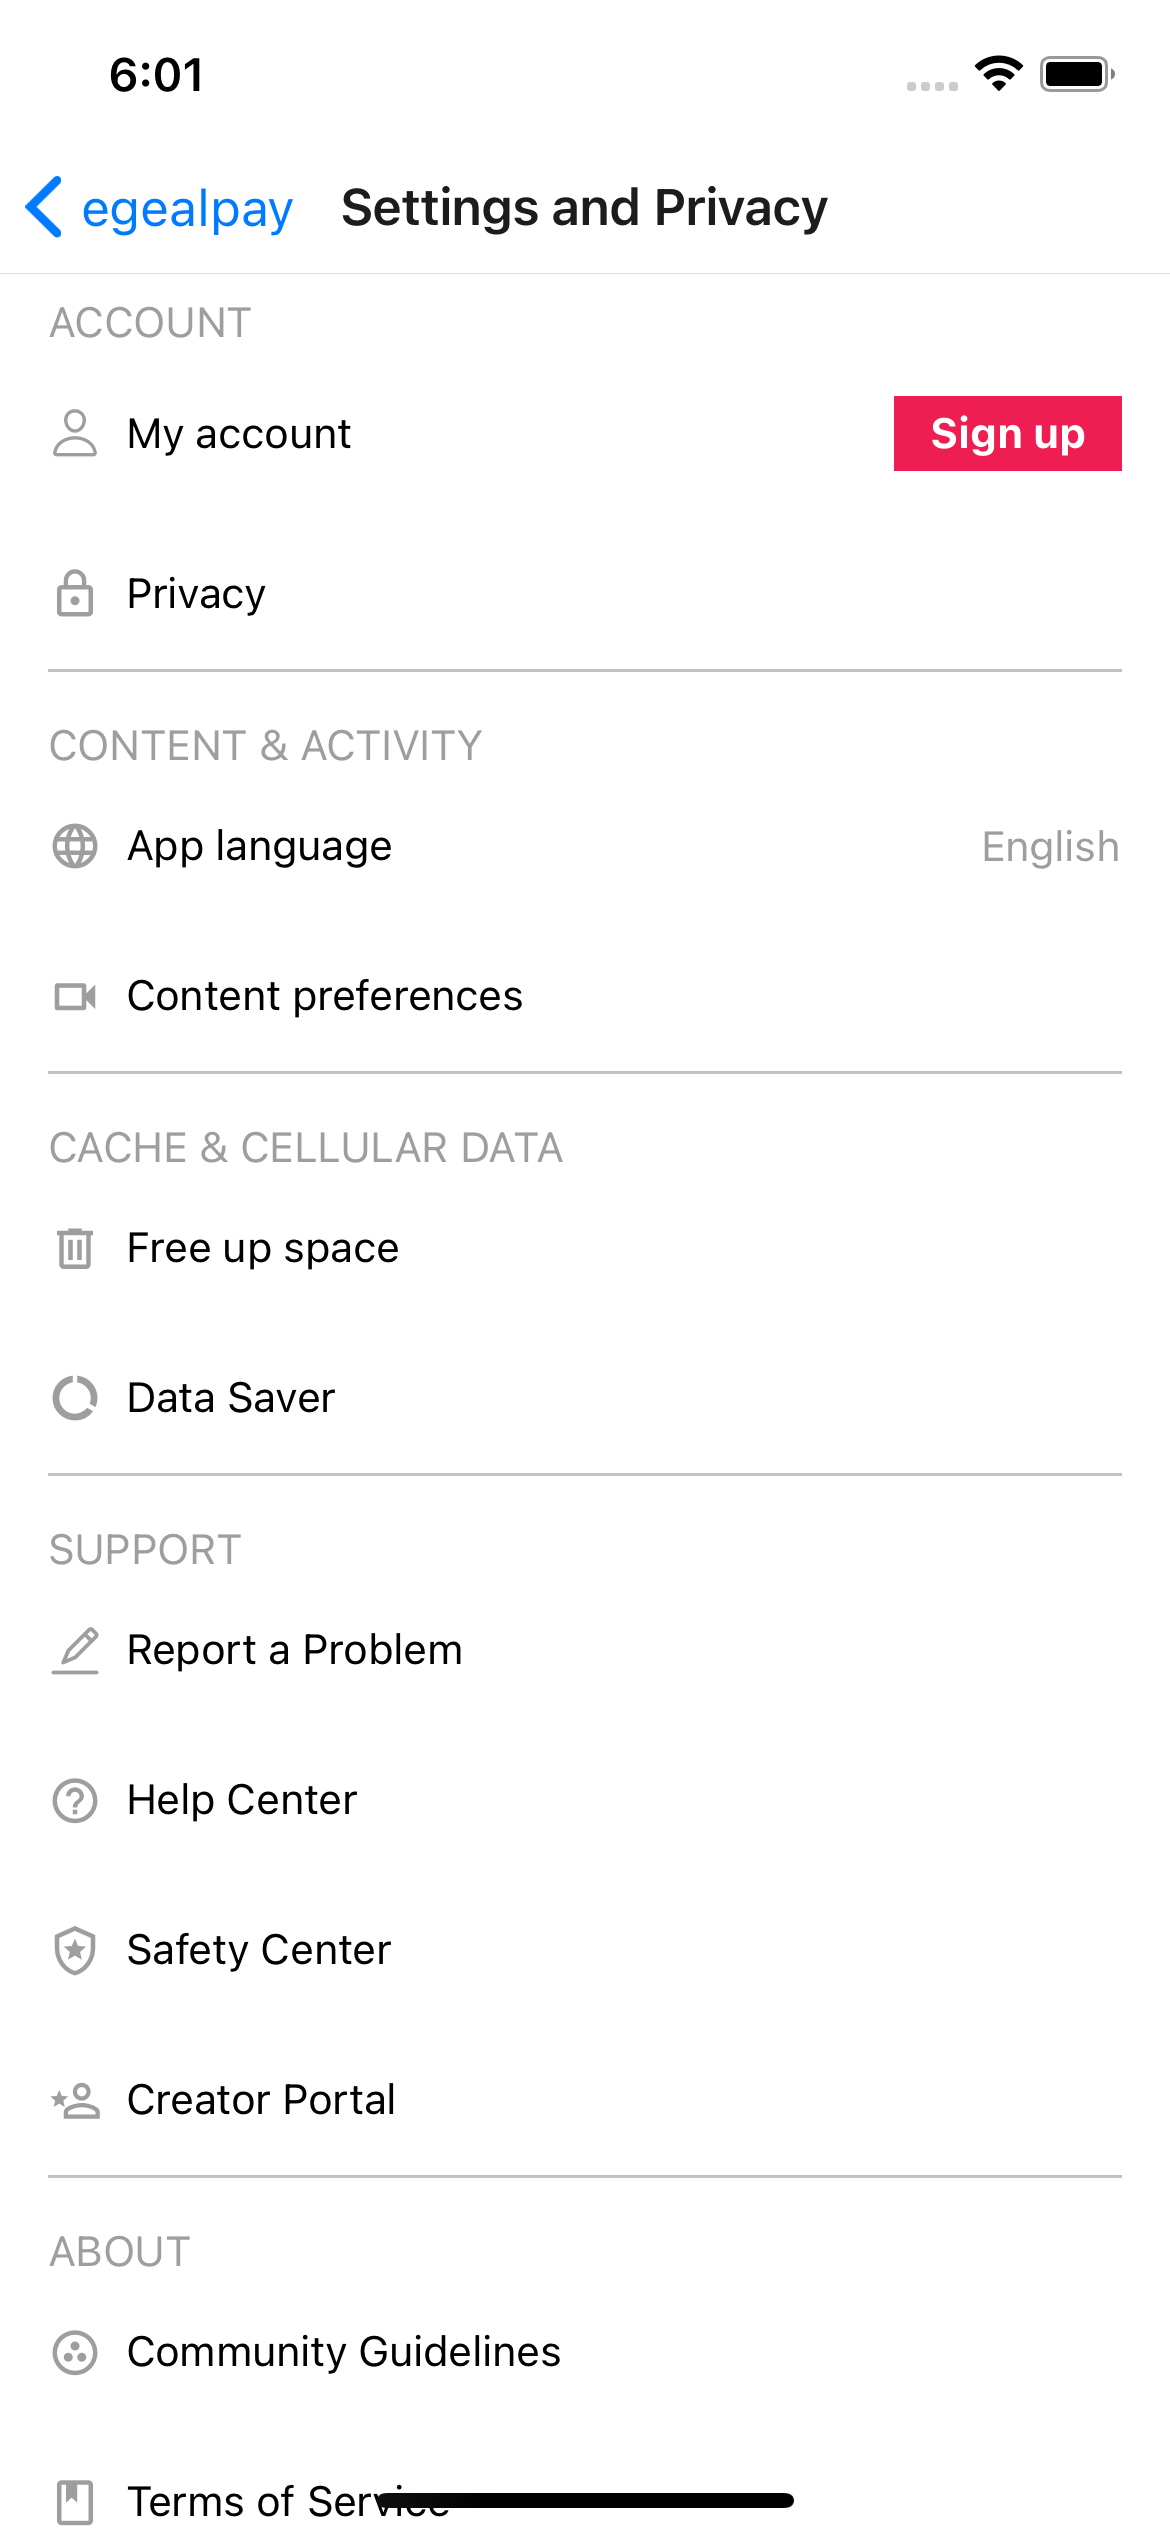 6:01
egealpay Settings and Privacy
ACCOUNT
My account Sign up
Privacy
CONTENT & ACTIVITY
App language English
Content preferences
CACHE & CELLULAR DATA
Free up space
Data Saver
SUPPORT
Report a Problem
Help Center
Safety Center
Creator Portal
ABOUT
Community Guidelines
Terms of Service